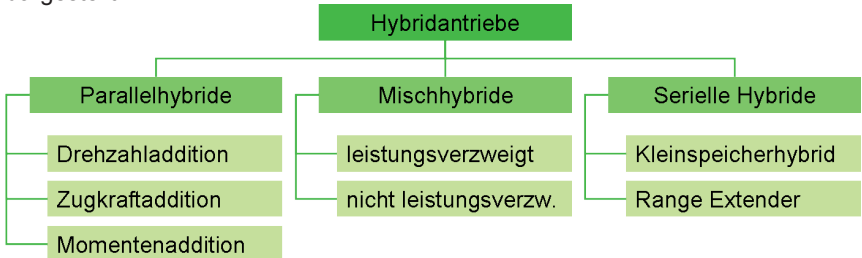 Hybridantriebe
Parallelhybride
Mischhybride
Serielle Hybride
Drehzahladdition
leistungsverzweigt
Kleinspeicherhybrid
Zugkraftaddition
nicht leistungsverzw.
Range Extender
Momentenaddition